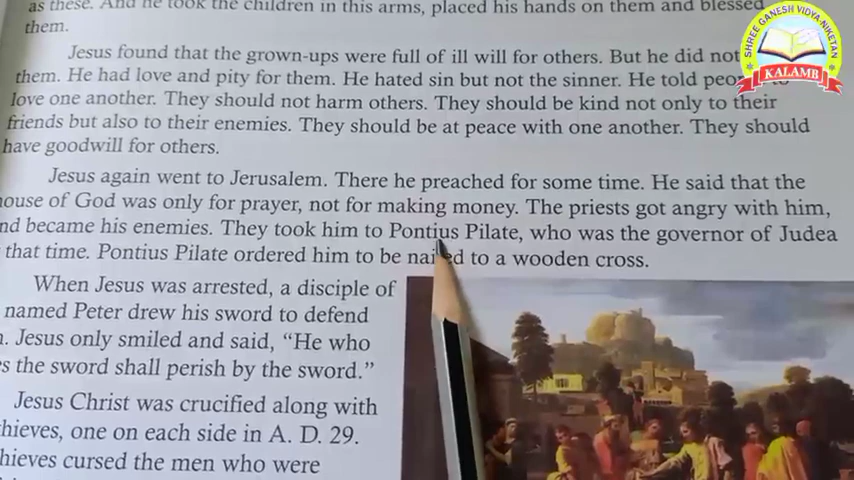 as these. And he took the children in this arms, placed his hands on them and blessed
them.
Jesus found that the grown-ups were full of ill will for others. But he did not
them. He had love and pity for them. He hated sin but not the sinner. He told to
love one another. They should not harm others. They should be kind not only to their
friends but also to their enemies. They should be at peace with one another. They should
have goodwill for others.
Jesus again went to Jerusalem. There he preached for some time. He said that the
house of God was only for prayer, not for making money. The priests got angry with him,
nd became his enemies. They took him to Pontius Pilate, who was the governor of Judea
that time. Pontius Pilate ordered him to be nailed to a wooden cross.
When Jesus was arrested, a disciple of
named Peter drew his sword to defend
Jesus only smiled and said, “He who
es the sword shall perish by the sword.”
Jesus Christ was crucified along with
hieves, one on each side in A. D. 29.
hieves cursed the men who were
SHREE GANESH VIDYA-NIKETAN
KALAMB